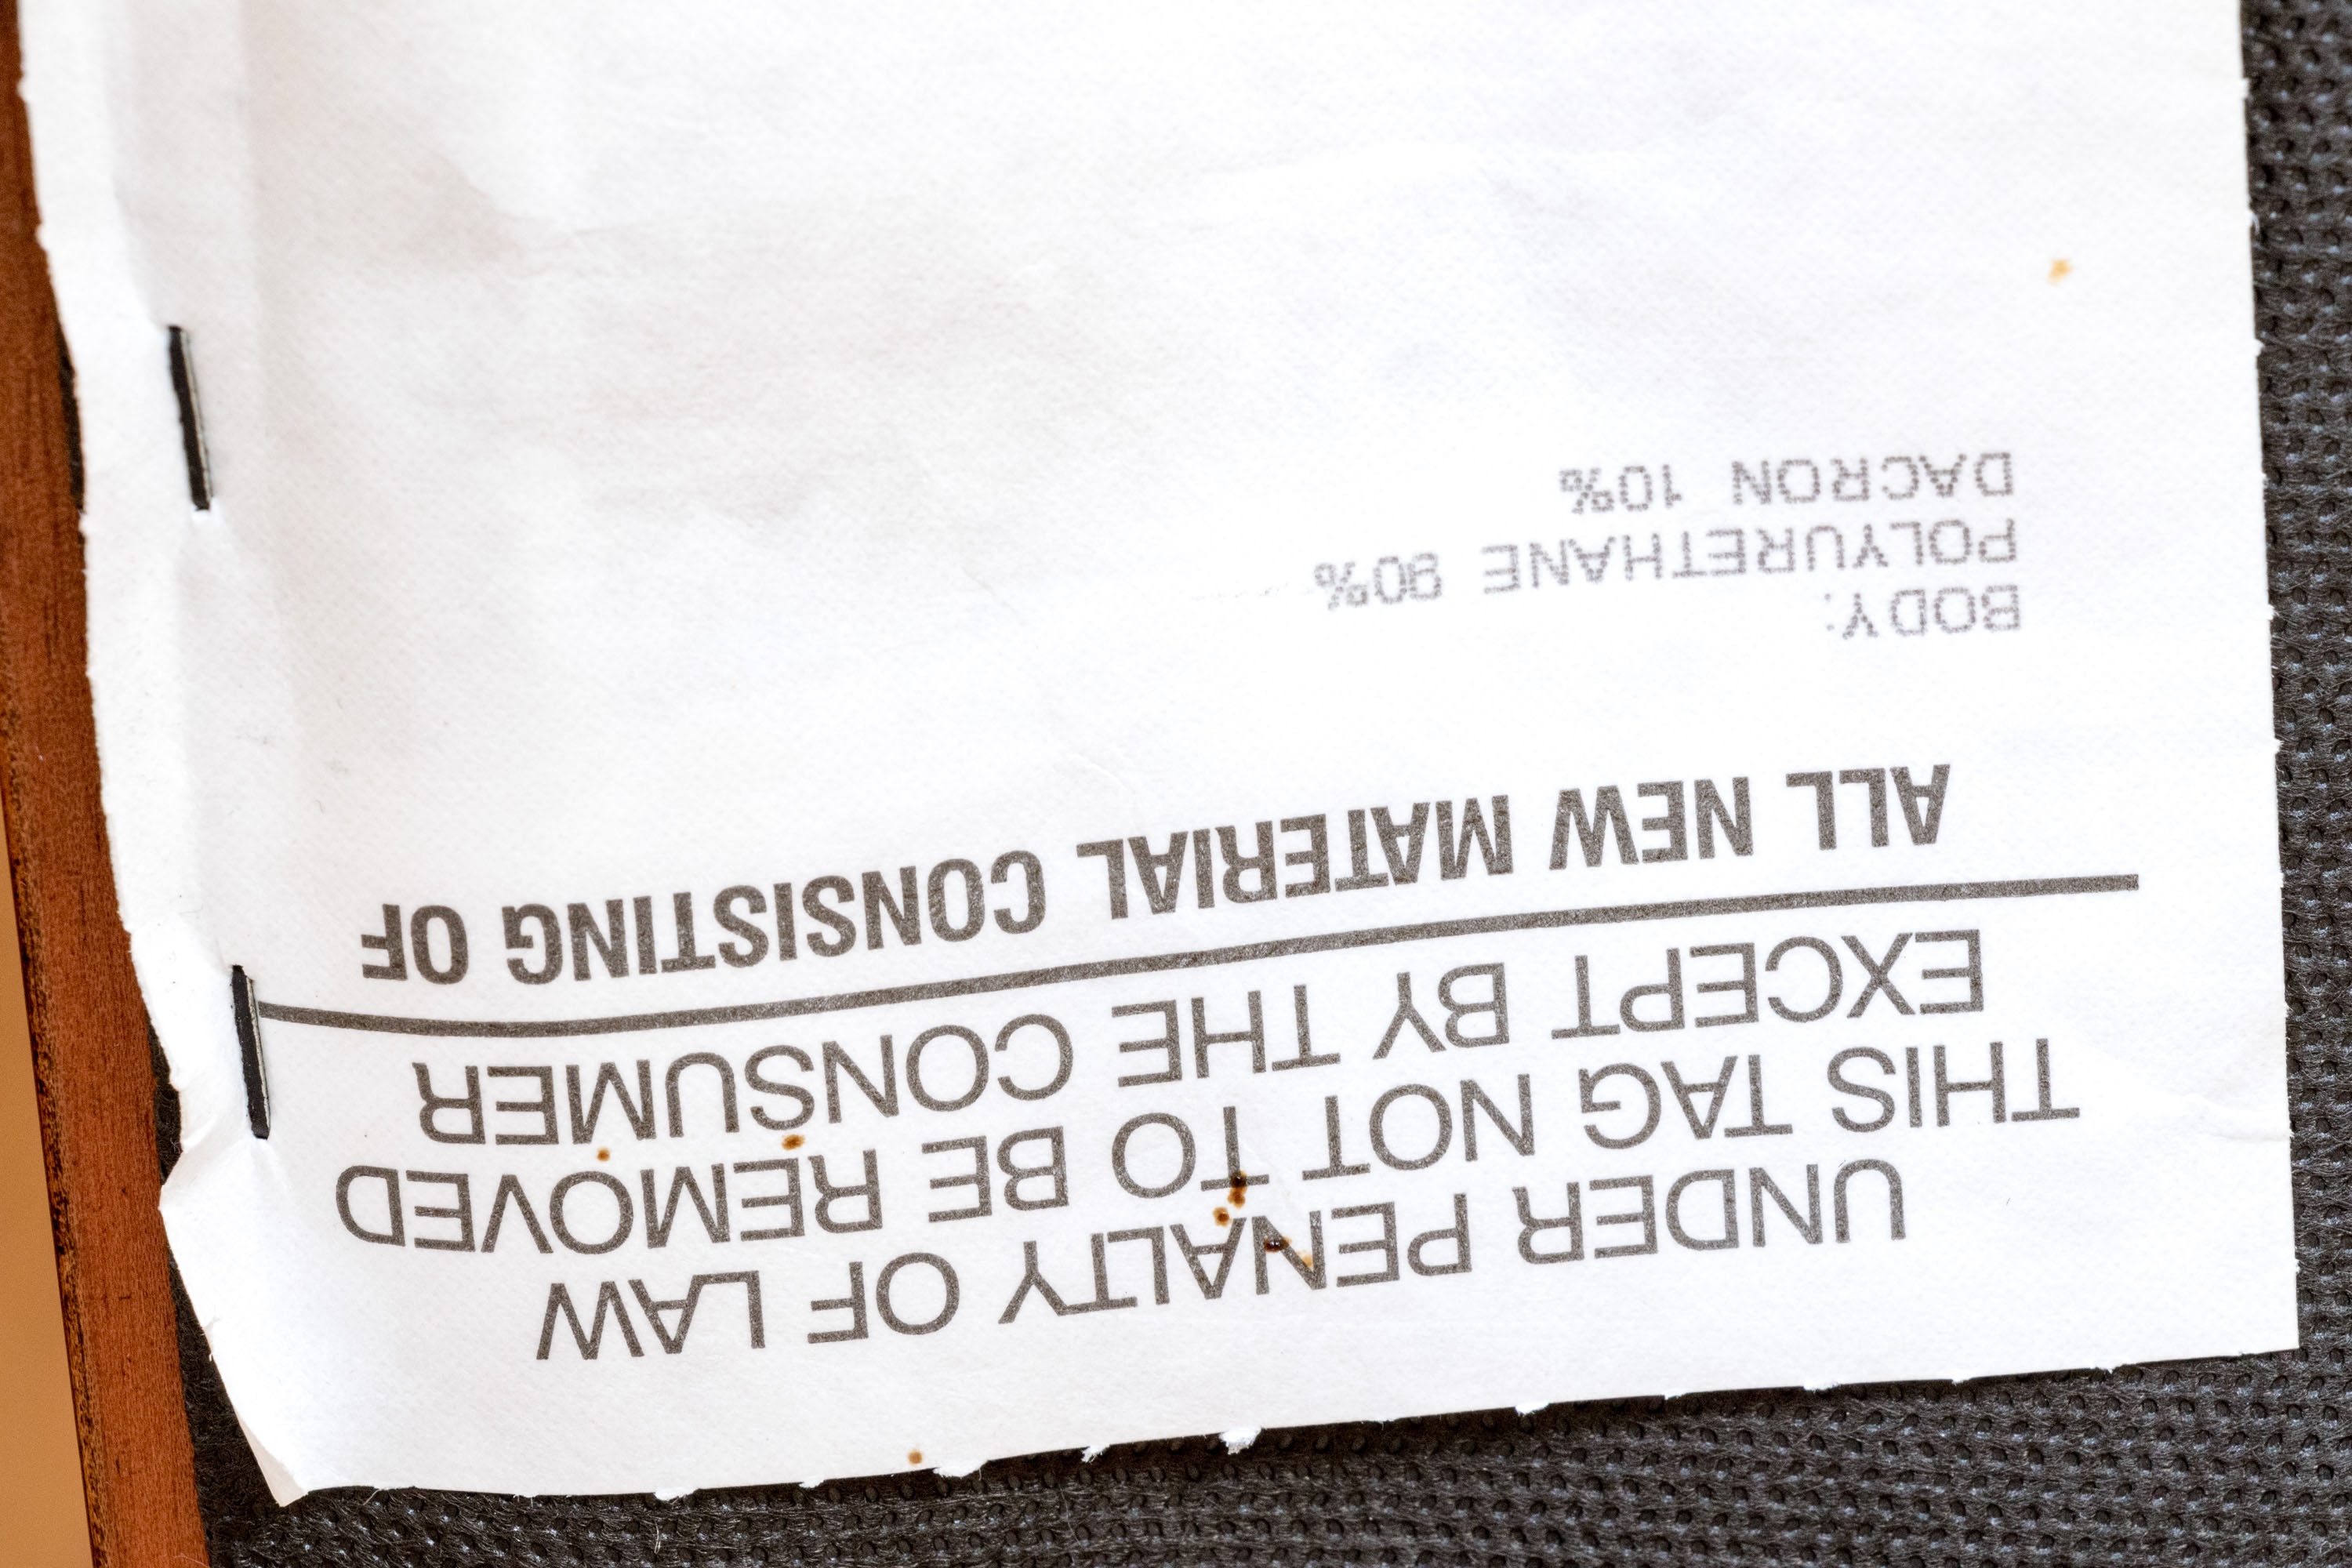 UNDER PENALTY OF LAW
THIS TAG NOT TO BE REMOVED
EXCEPT BY THE CONSUMER
ALL NEW MATERIAL CONSISTING OF
BODY:
POLYURETHANE 90%
DACRON 10%